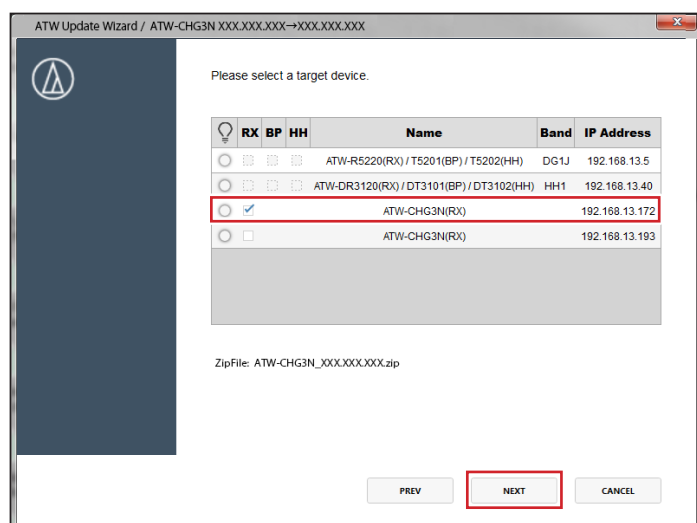 ATW Update Wizard / ATW-CHG3N XXX.XXX.XXX→XXX.XXX.XXX
x
Please select a target device.
RX BP HH Name Band IP Address
ATW-R5220(RX) / T5201(BP) / T5202(HH) DG1J 192.168.13.5
ATW-DR3120(RX) / DT3101(BP) / DT3102(HH) HH1 192.168.13.40
ATW-CHG3N(RX) 192.168.13.172
ATW-CHG3N(RX) 192.168.13.193
ZipFile: ATW-CHG3N_XXX.XXX.XXX.zip
PREV NEXT CANCEL